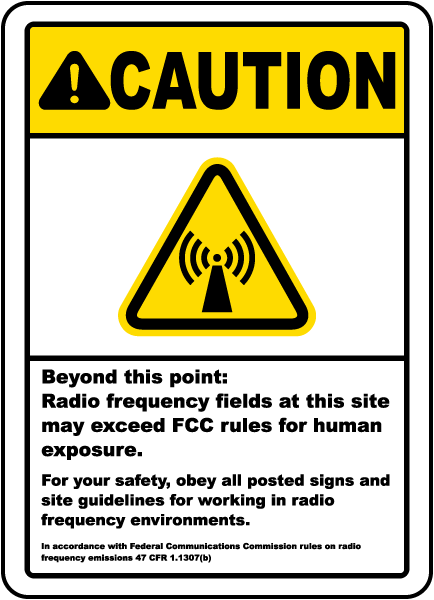 CAUTION
Beyond this point:
Radio frequency fields at this site
may exceed FCC rules for human
exposure.
For your safety, obey all posted signs and
site guidelines for working in radio
frequency environments.
In accordance with Federal Communications Commission rules on radio
frequency emissions 47 CFR 1.1307(b)